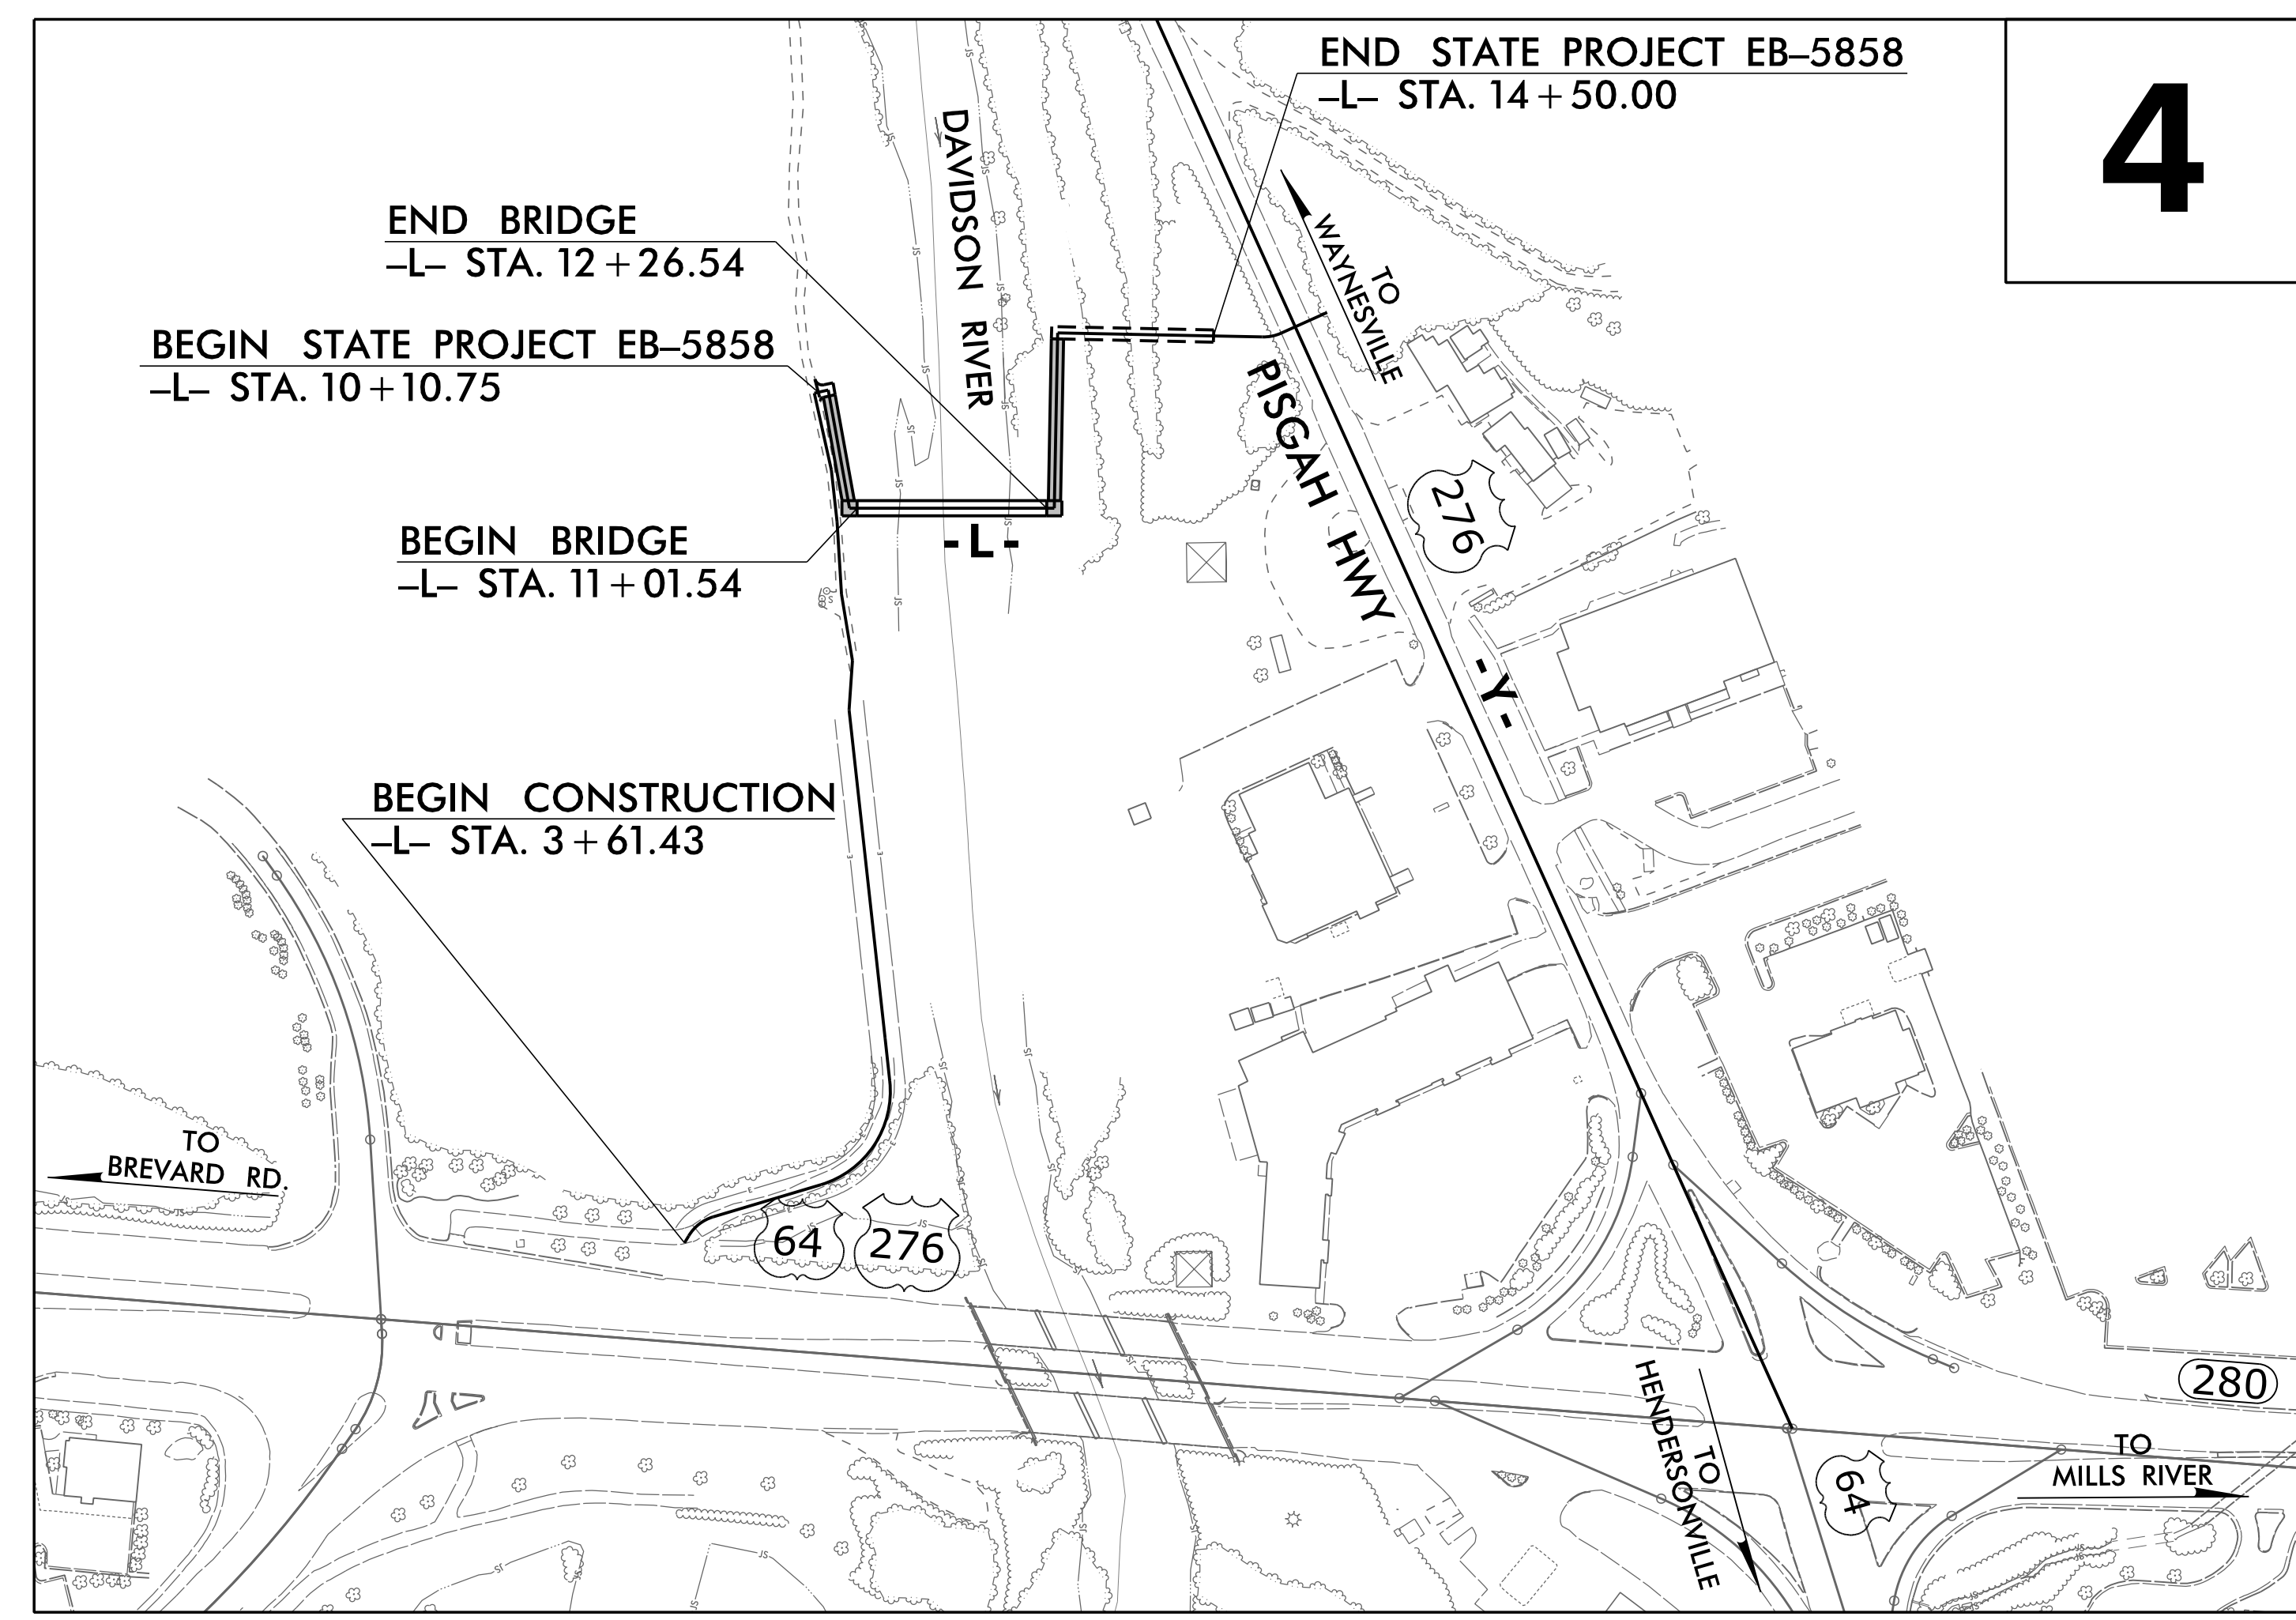 END STATE PROJECT EB–5858
–L– STA. 14+50.00
4
DAVIDSON RIVER
END BRIDGE
–L– STA. 12+26.54
TO
WAYNESVILLE
BEGIN STATE PROJECT EB–5858
–L– STA. 10+10.75
PISGAH HWY
276
BEGIN BRIDGE
–L– STA. 11+01.54
-L-
-Y-
BEGIN CONSTRUCTION
–L– STA. 3+61.43
TO
BREVARD RD.
64
276
280
TO
HENDERSONVILLE
64
TO
MILLS RIVER